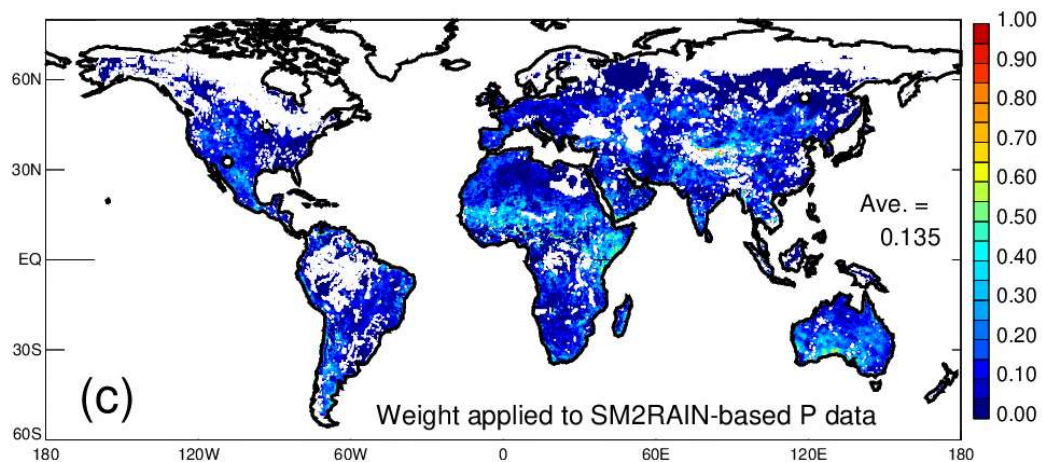 1.00
0.90
0.80
0.70
0.60
0.50
0.40
0.30
0.20
0.10
0.00
60N
30N
EQ
30S
60S
Ave. =
0.135
(c)
Weight applied to SM2RAIN-based P data
180 120W 60W 0 60E 120E 180